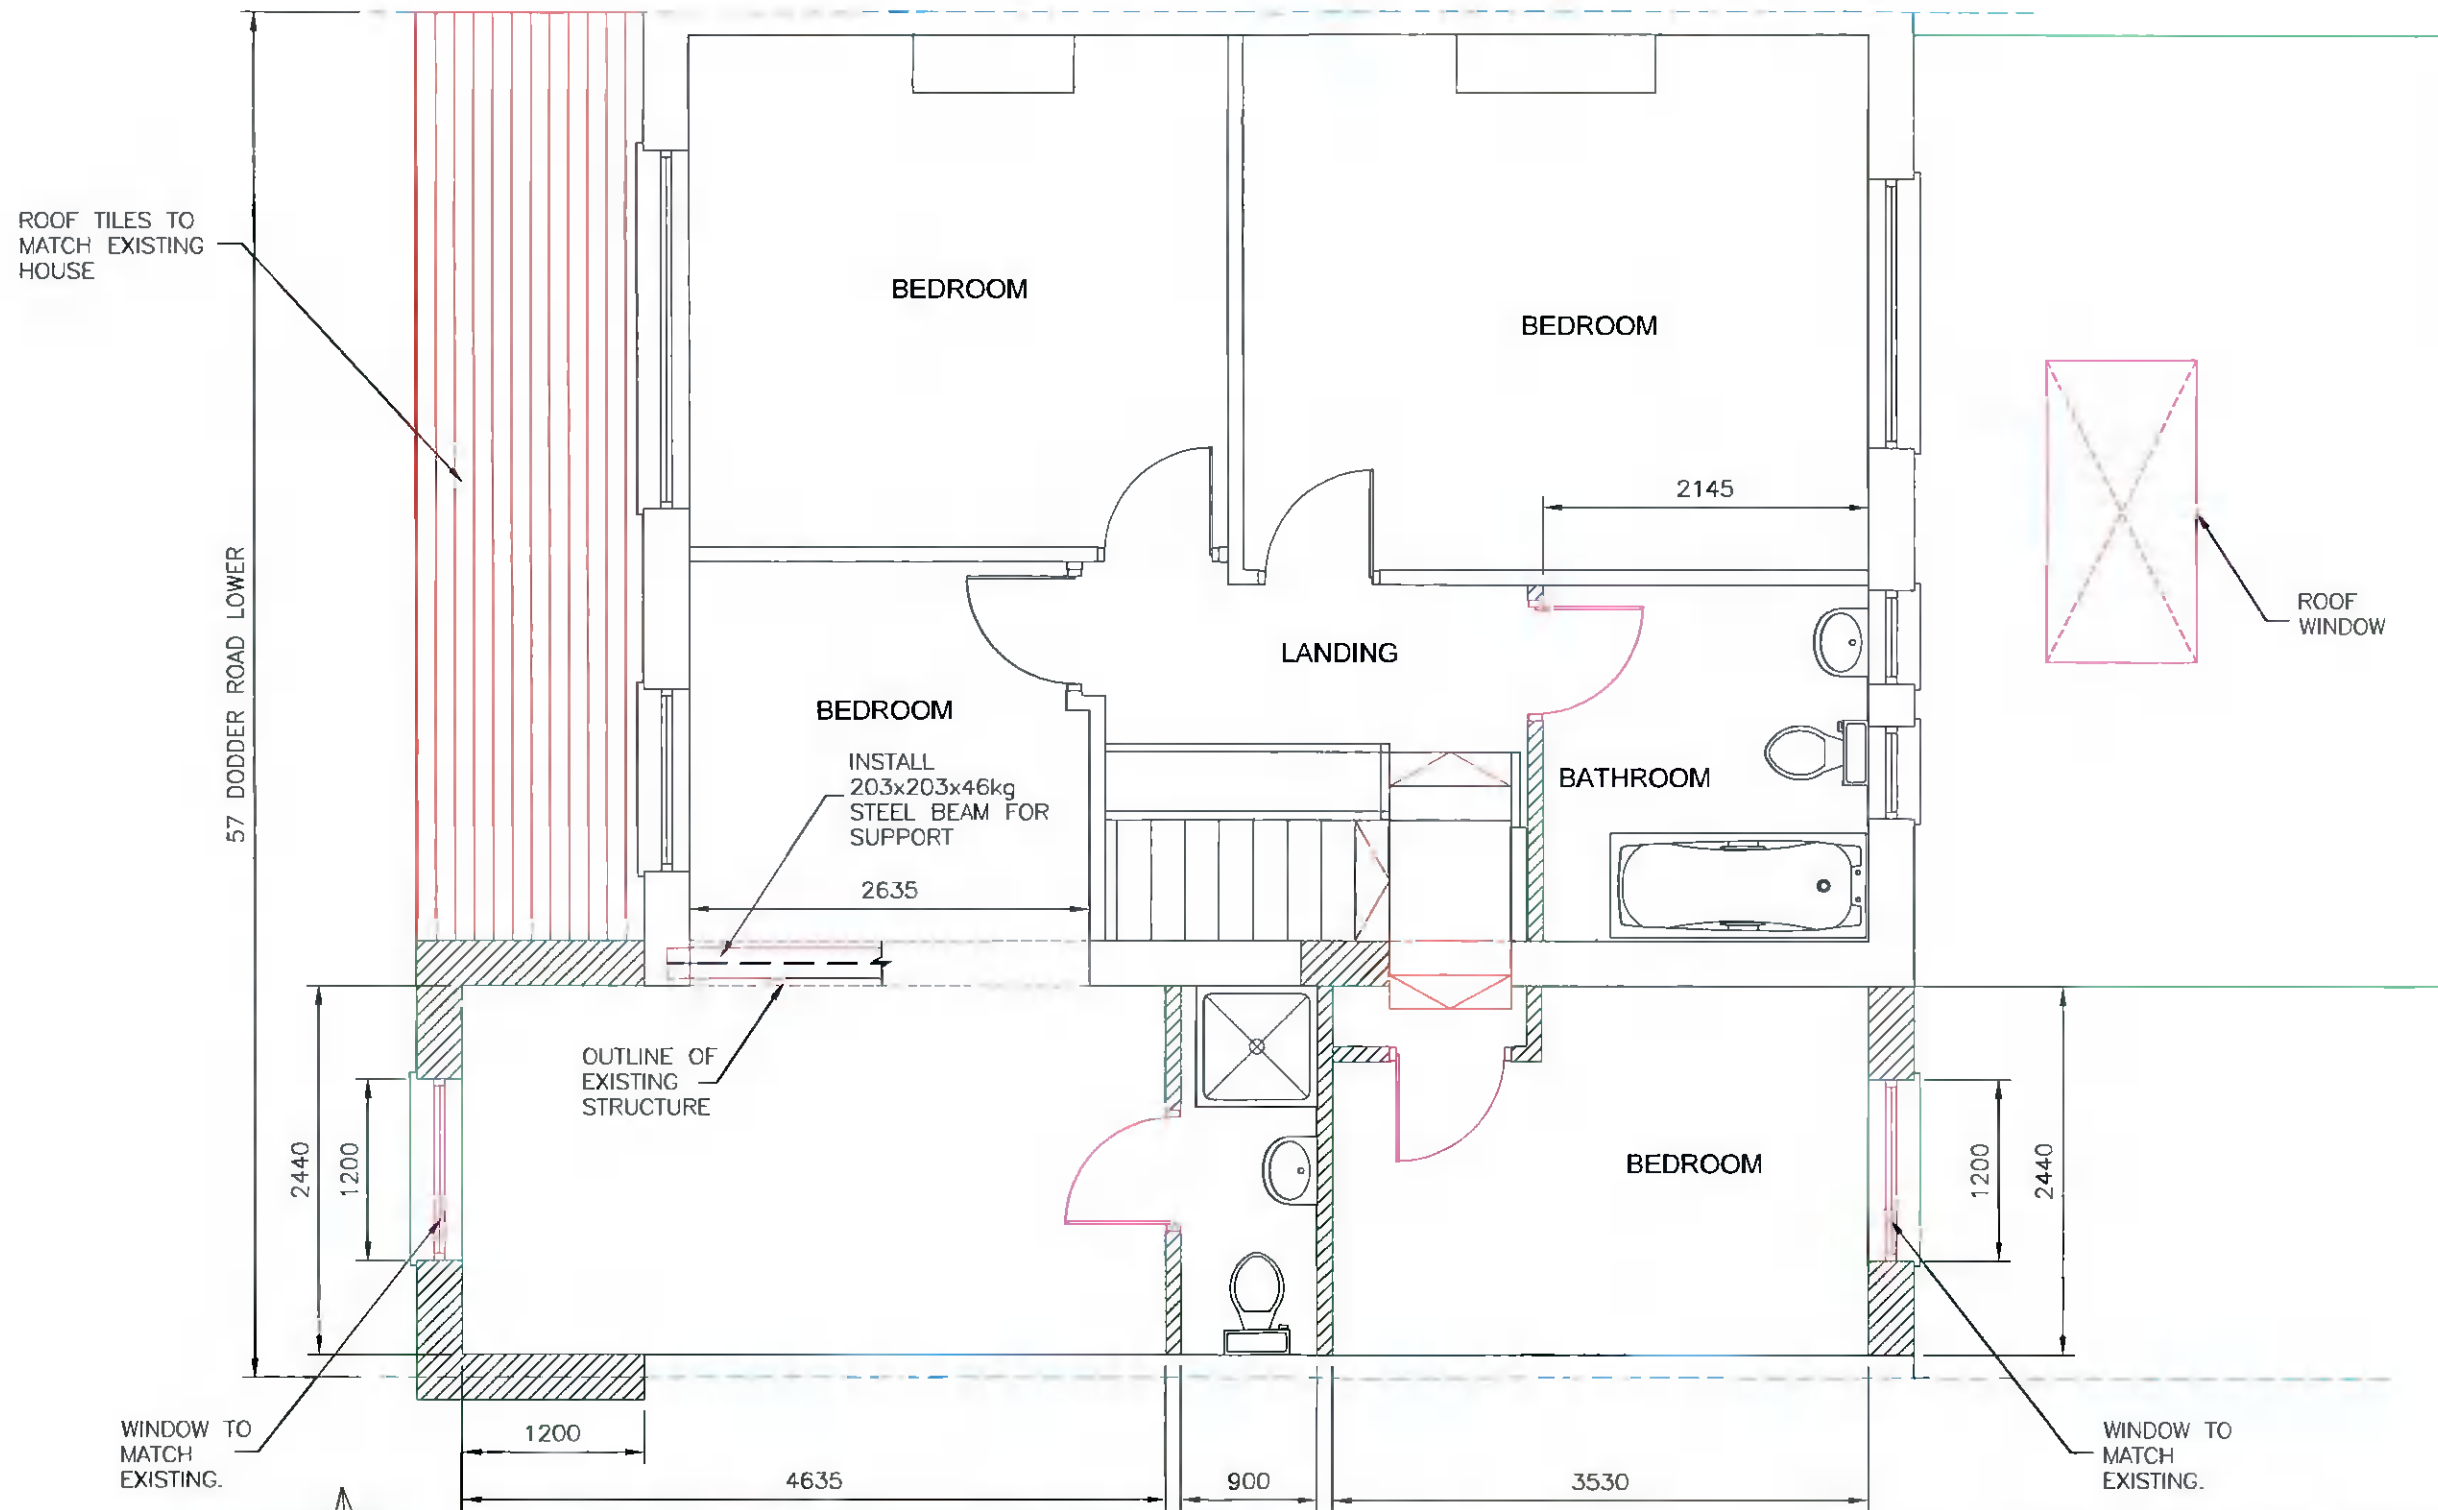 ROOF TILES TO
MATCH EXISTING
HOUSE
57 DODDER ROAD LOWER
BEDROOM
BEDROOM
2145
ROOF
WINDOW
LANDING
BEDROOM
INSTALL
203x203x46kg
STEEL BEAM FOR
SUPPORT
BATHROOM
2635
OUTLINE OF
EXISTING
STRUCTURE
2440
1200
BEDROOM
1200
2440
WINDOW TO
MATCH
EXISTING.
1200
4635
900
3530
WINDOW TO
MATCH
EXISTING.